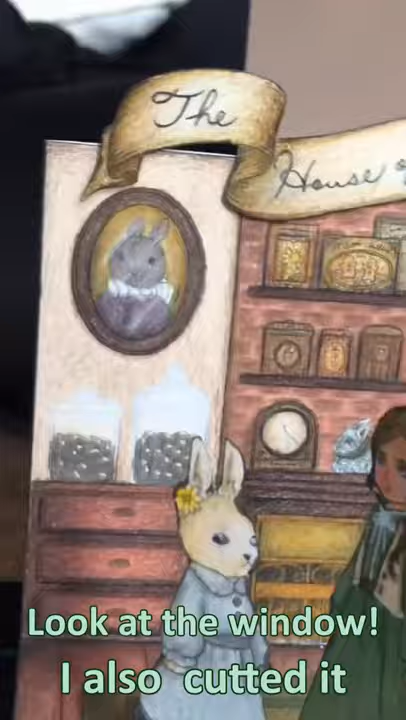 The
House o
Look at the window!
I also cutted it